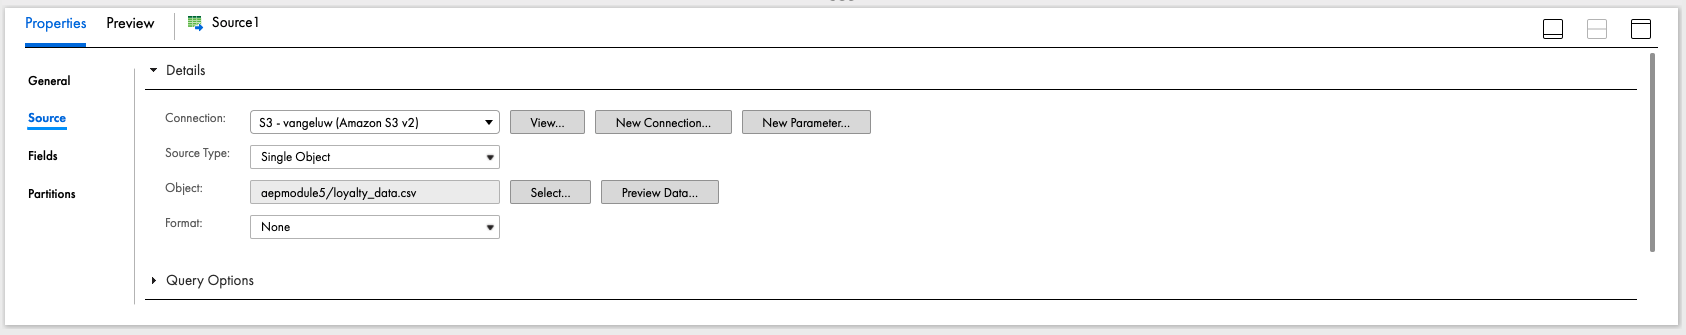 Properties Preview Source1
General
Source
Fields
Partitions
Details
Connection: S3 - vangeluw (Amazon S3 v2) View... New Connection... New Parameter...
Source Type: Single Object
Object: aepmodule5/loyalty_data.csv Select... Preview Data...
Format: None
Query Options